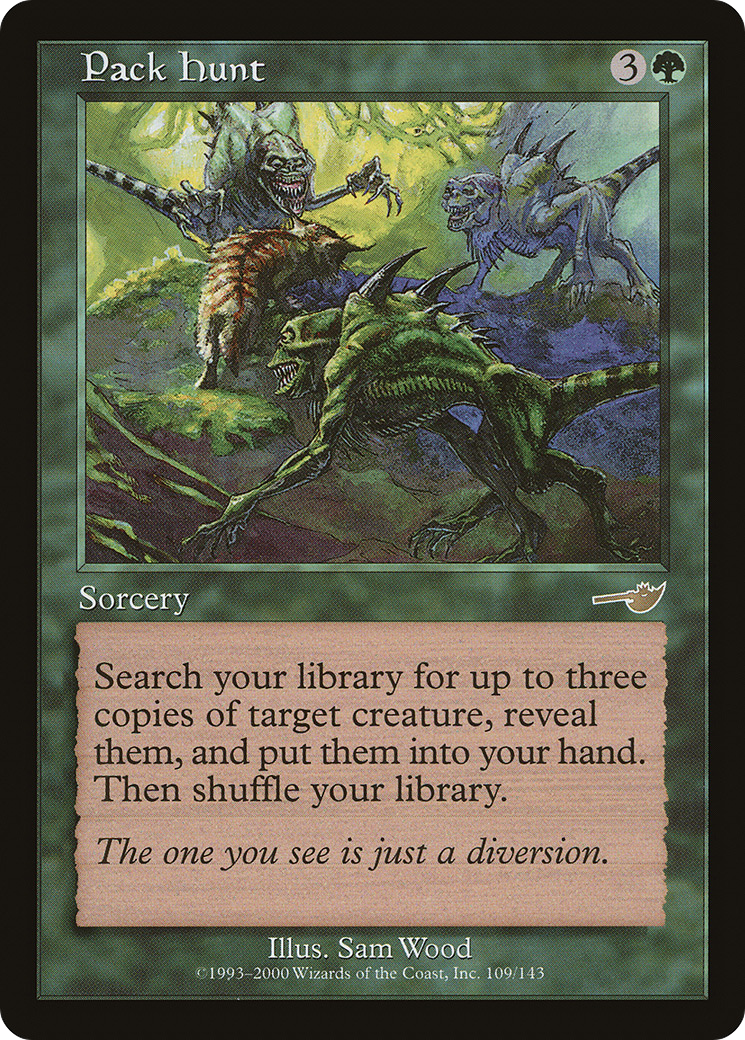 Pack Hunt 3
Sorcery
Search your library for up to three
copies of target creature, reveal
them, and put them into your hand.
Then shuffle your library.
The one you see is just a diversion.
Illus. Sam Wood
©1993–2000 Wizards of the Coast, Inc. 109/143